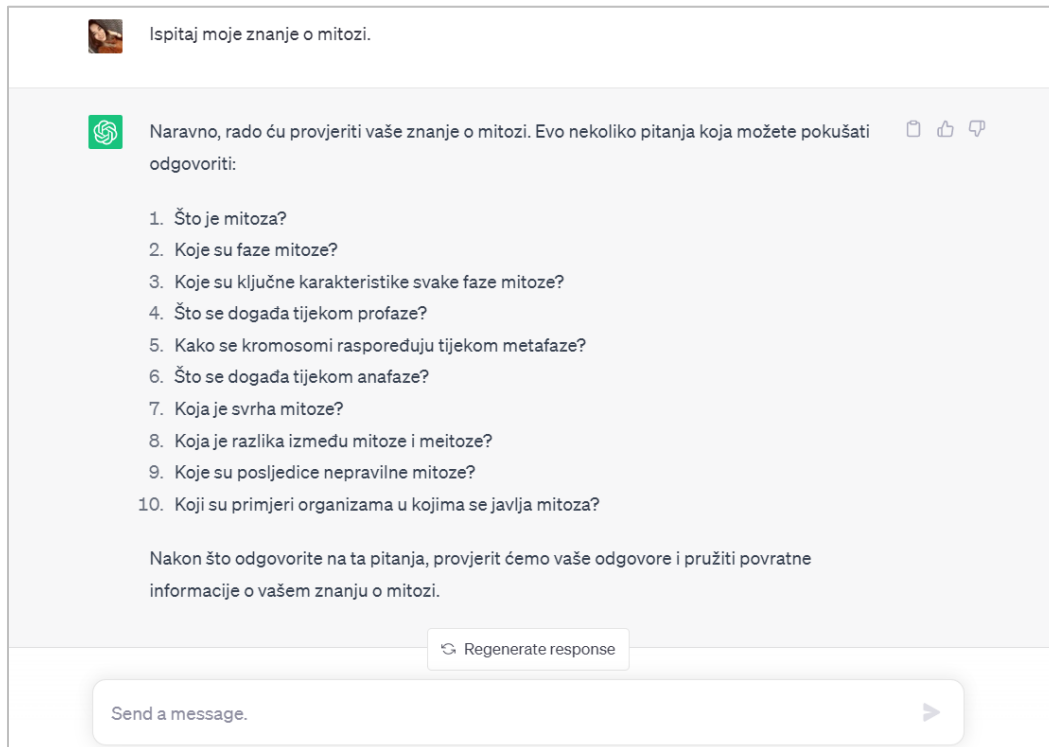 Ispitaj moje znanje o mitozi.
Naravno, rado ću provjeriti vaše znanje o mitozi. Evo nekoliko pitanja koja možete pokušati
odgovoriti:
1. Što je mitoza?
2. Koje su faze mitoze?
3. Koje su ključne karakteristike svake faze mitoze?
4. Što se događa tijekom profaze?
5. Kako se kromosomi raspoređuju tijekom metafaze?
6. Što se događa tijekom anafaze?
7. Koja je svrha mitoze?
8. Koja je razlika između mitoze i meitoze?
9. Koje su posljedice nepravilne mitoze?
10. Koji su primjeri organizama u kojima se javlja mitoza?
Nakon što odgovorite na ta pitanja, provjerit ćemo vaše odgovore i pružiti povratne
informacije o vašem znanju o mitozi.
Regenerate response
Send a message.